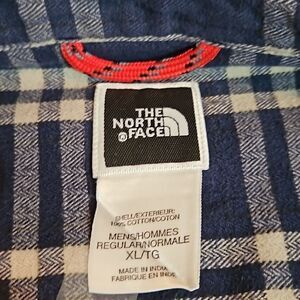 THE
NORTH
FACE
SHELL/EXTERIEUR:
100% COTTON/COTON
MENS/HOMMES
REGULAR/NORMALE
XL/TG
MADE IN INDIA
FABRIQUE EN INDE